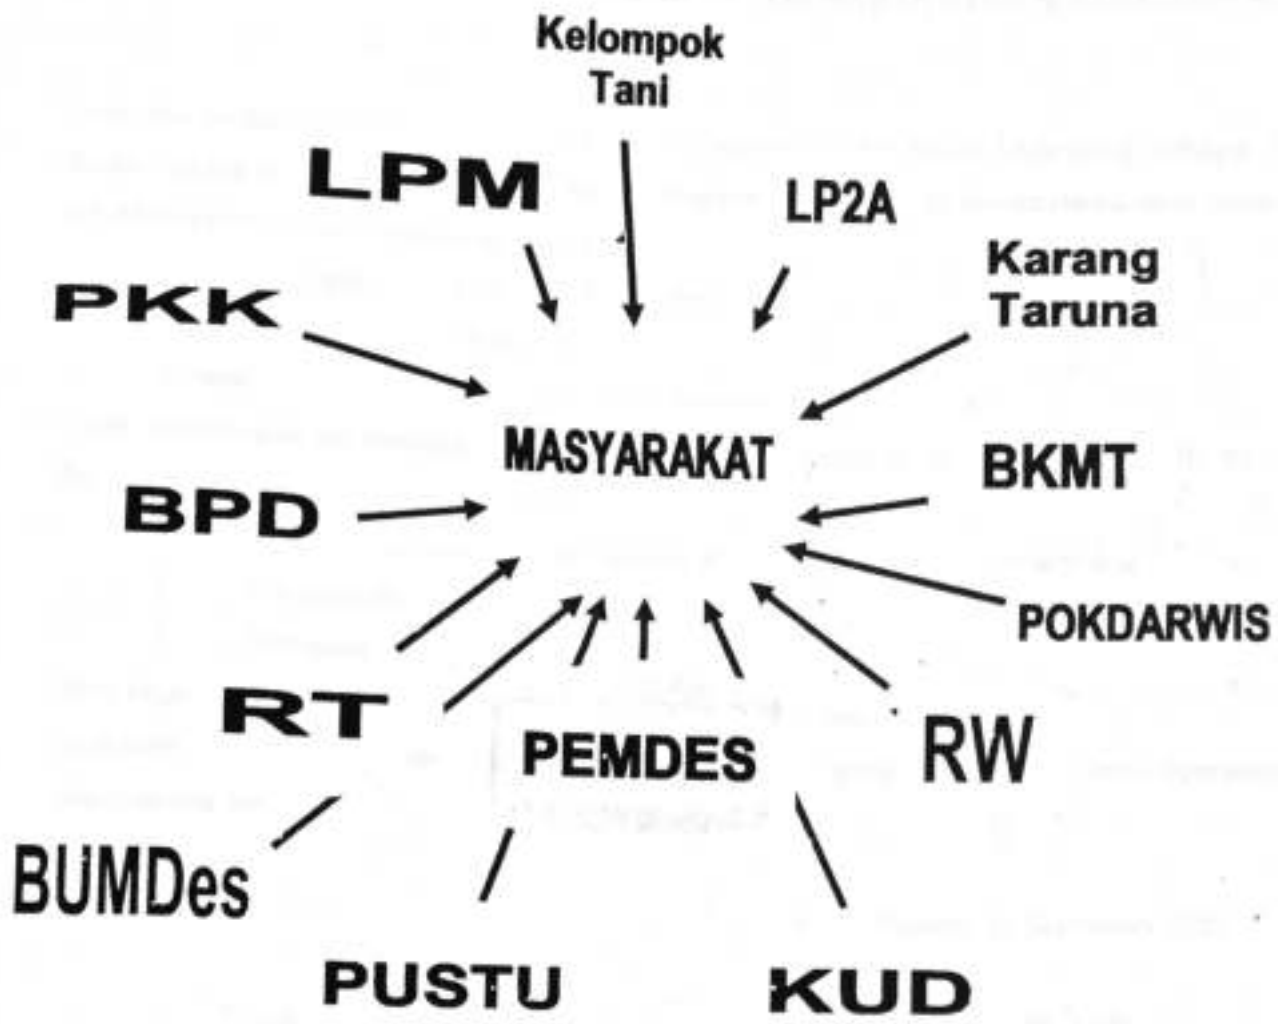 Kelompok
Tani
LPM
LP2A
Karang
Taruna
PKK
MASYARAKAT
BKMT
BPD
POKDARWIS
RT
PEMDES
RW
BUMDes
PUSTU
KUD